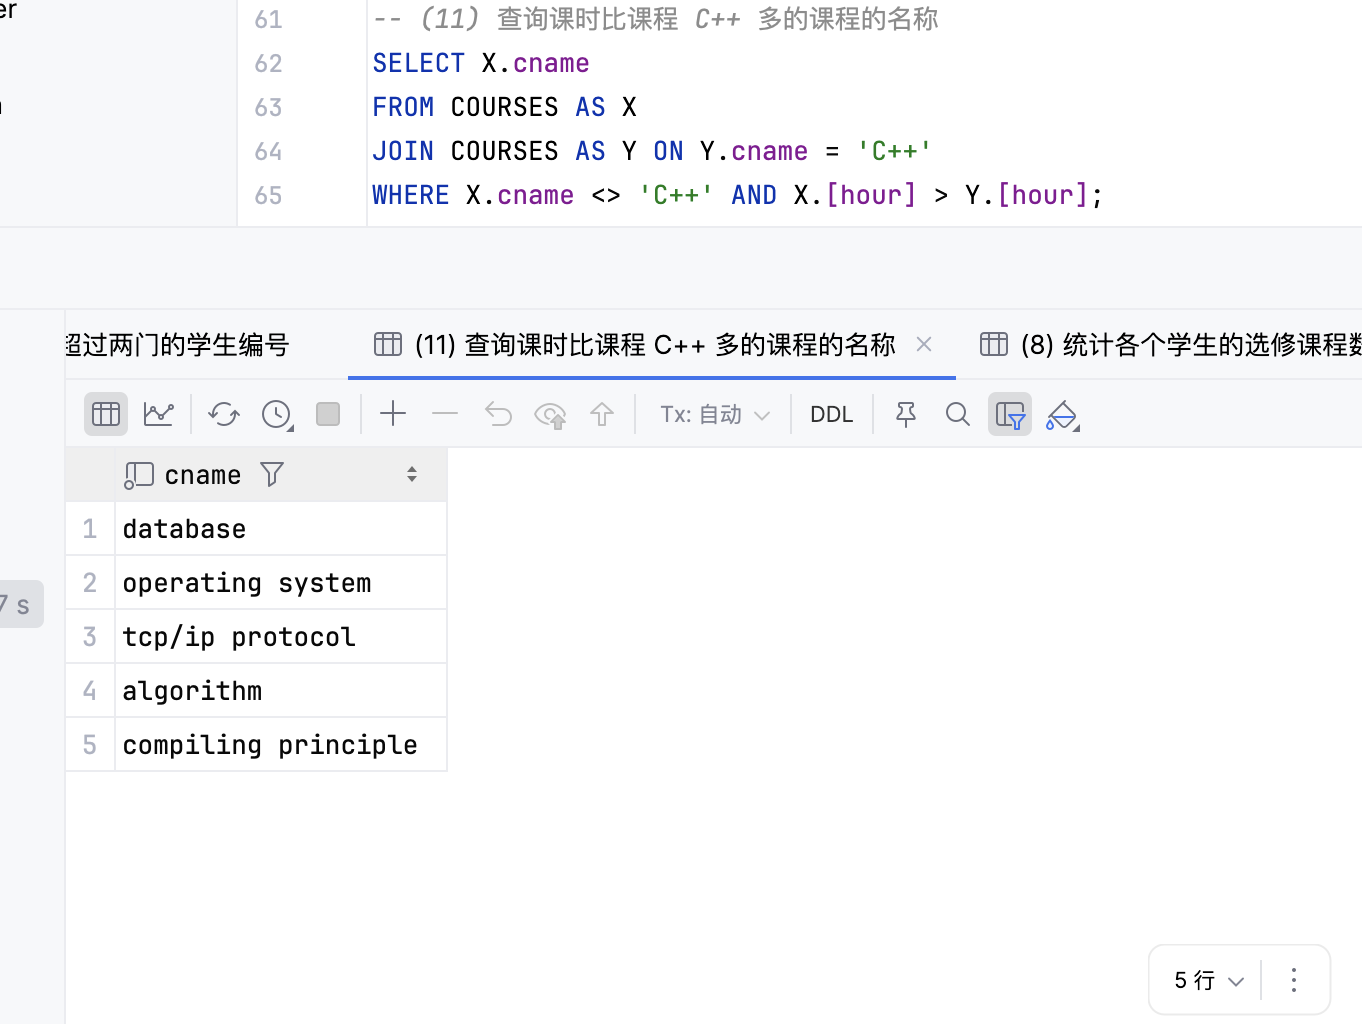 er
61 -- (11) 查询课时比课程 C++ 多的课程的名称
62 SELECT X.cname
63 FROM COURSES AS X
64 JOIN COURSES AS Y ON Y.cname = 'C++'
65 WHERE X.cname <> 'C++' AND X.[hour] > Y.[hour];
超过两门的学生编号 (11) 查询课时比课程 C++ 多的课程的名称 (8) 统计各个学生的选修课程数
Tx: 自动 DDL
cname
1 database
2 operating system
7 s
3 tcp/ip protocol
4 algorithm
5 compiling principle
5 行